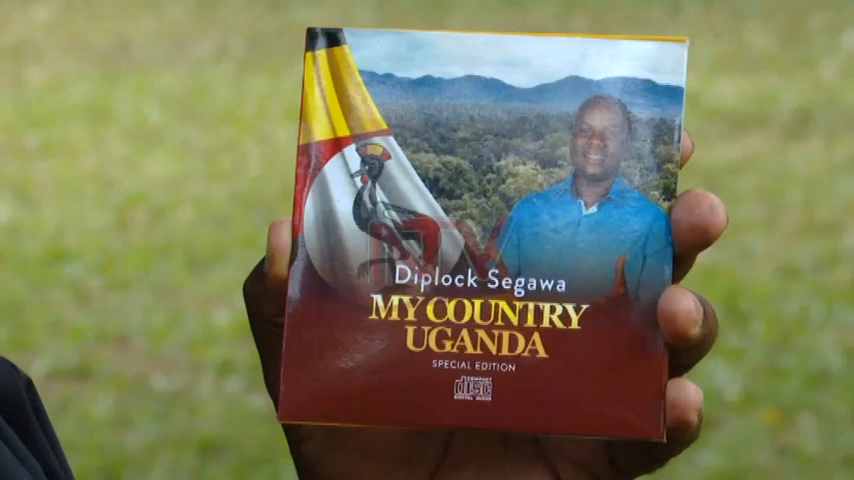 Diplock Segawa
MY COUNTRY
UGANDA
SPECIAL EDITION
COMPACT
disc
DIGITAL AUDIO